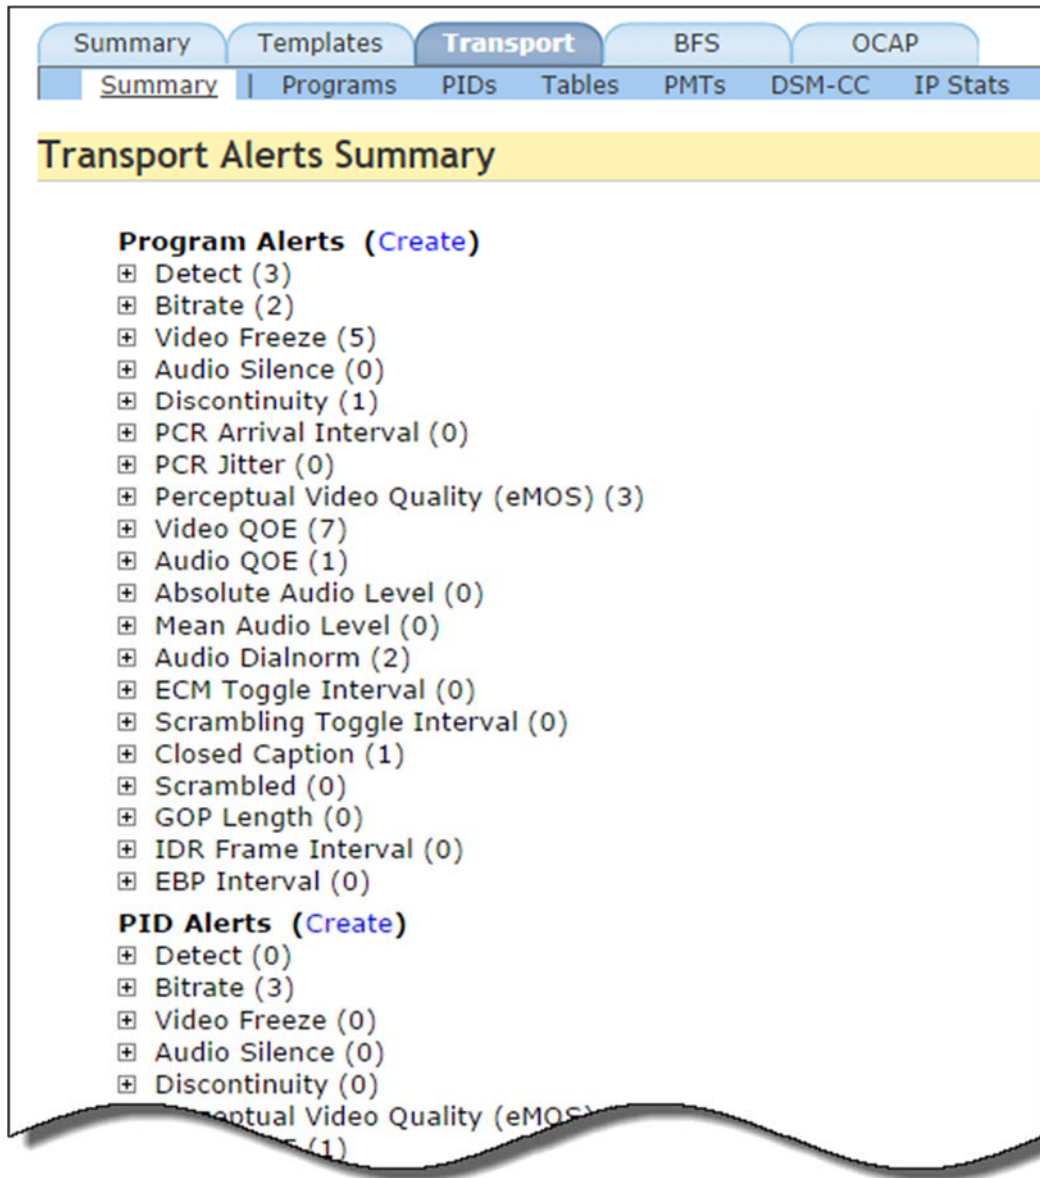 Summary Templates Transport BFS OCAP
Summary | Programs PIDs Tables PMTs DSM-CC IP Stats
Transport Alerts Summary
Program Alerts (Create)
Detect (3)
Bitrate (2)
Video Freeze (5)
Audio Silence (0)
Discontinuity (1)
PCR Arrival Interval (0)
PCR Jitter (0)
Perceptual Video Quality (eMOS) (3)
Video QOE (7)
Audio QOE (1)
Absolute Audio Level (0)
Mean Audio Level (0)
Audio Dialnorm (2)
ECM Toggle Interval (0)
Scrambling Toggle Interval (0)
Closed Caption (1)
Scrambled (0)
GOP Length (0)
IDR Frame Interval (0)
EBP Interval (0)
PID Alerts (Create)
Detect (0)
Bitrate (3)
Video Freeze (0)
Audio Silence (0)
Discontinuity (0)
Video Quality (eMOS)
(1)